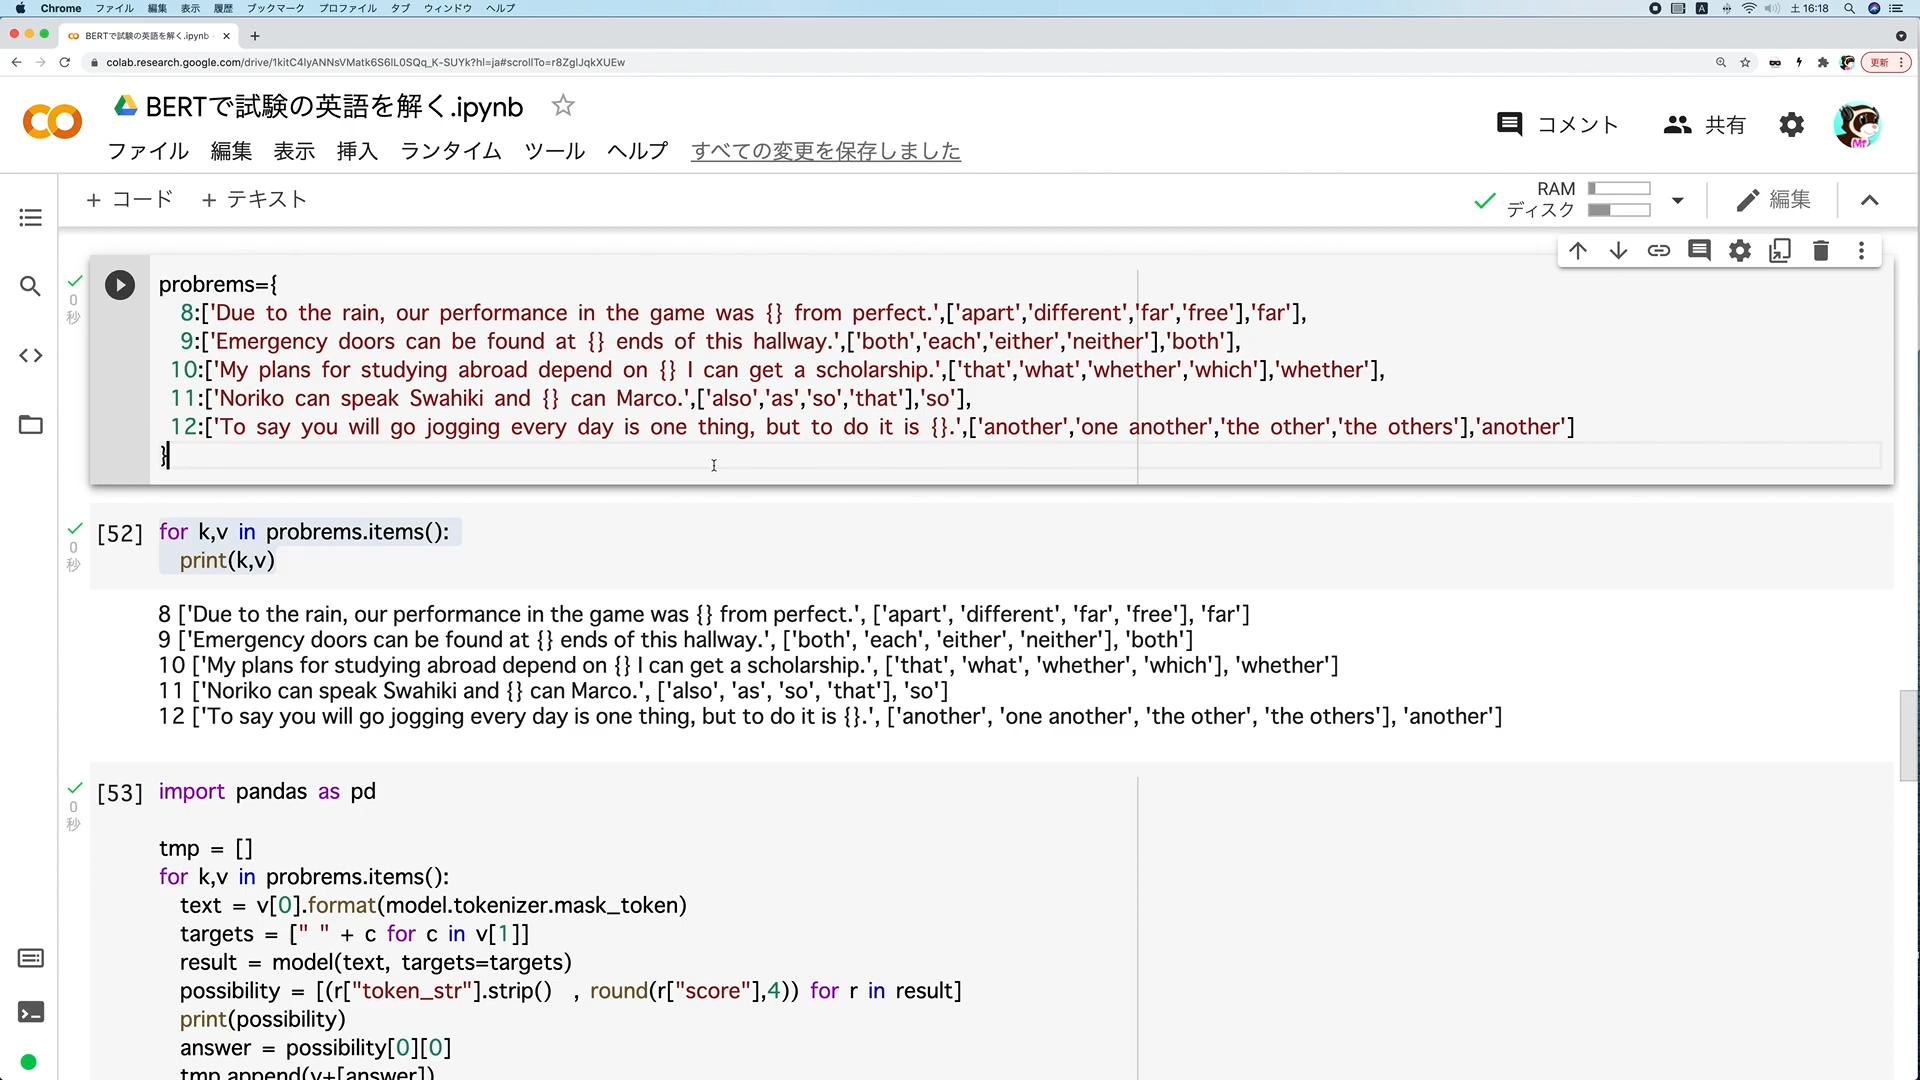 Chrome ファイル 編集 表示 履歴 ブックマーク プロファイル タブ ウィンドウ ヘルプ 土 16:18
BERTで試験の英語を解く.ipynb
colab.research.google.com/drive/1kitC4lyANNsVMatk6S6lL0SQq_K-SUYk?hl=ja#scrollTo=r8ZglJqkXUEw 更新
BERTで試験の英語を解く.ipynb
コメント 共有
ファイル 編集 表示 挿入 ランタイム ツール ヘルプ すべての変更を保存しました
+ コード + テキスト RAM ディスク 編集
0
秒
probrems={
8:['Due to the rain, our performance in the game was {} from perfect.',['apart','different','far','free'],'far'],
9:['Emergency doors can be found at {} ends of this hallway.',['both','each','either','neither'],'both'],
10:['My plans for studying abroad depend on {} I can get a scholarship.',['that','what','whether','which'],'whether'],
11:['Noriko can speak Swahiki and {} can Marco.',['also','as','so','that'],'so'],
12:['To say you will go jogging every day is one thing, but to do it is {}.',['another','one another','the other','the others'],'another']
}
0
秒
[52] for k,v in probrems.items():
print(k,v)
8 ['Due to the rain, our performance in the game was {} from perfect.', ['apart', 'different', 'far', 'free'], 'far']
9 ['Emergency doors can be found at {} ends of this hallway.', ['both', 'each', 'either', 'neither'], 'both']
10 ['My plans for studying abroad depend on {} I can get a scholarship.', ['that', 'what', 'whether', 'which'], 'whether']
11 ['Noriko can speak Swahiki and {} can Marco.', ['also', 'as', 'so', 'that'], 'so']
12 ['To say you will go jogging every day is one thing, but to do it is {}.', ['another', 'one another', 'the other', 'the others'], 'another']
0
秒
[53] import pandas as pd
tmp = []
for k,v in probrems.items():
text = v[0].format(model.tokenizer.mask_token)
targets = [" " + c for c in v[1]]
result = model(text, targets=targets)
possibility = [(r["token_str"].strip() , round(r["score"],4)) for r in result]
print(possibility)
answer = possibility[0][0]
tmp.append(v+[answer])